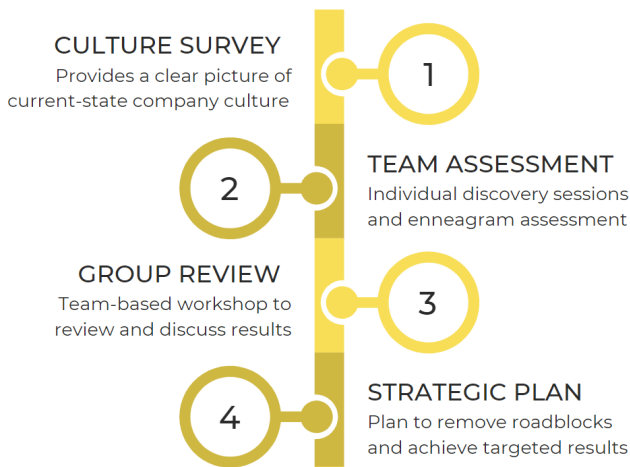 CULTURE SURVEY
Provides a clear picture of
current-state company culture
1
2
TEAM ASSESSMENT
Individual discovery sessions
and enneagram assessment
GROUP REVIEW
Team-based workshop to
review and discuss results
3
4
STRATEGIC PLAN
Plan to remove roadblocks
and achieve targeted results